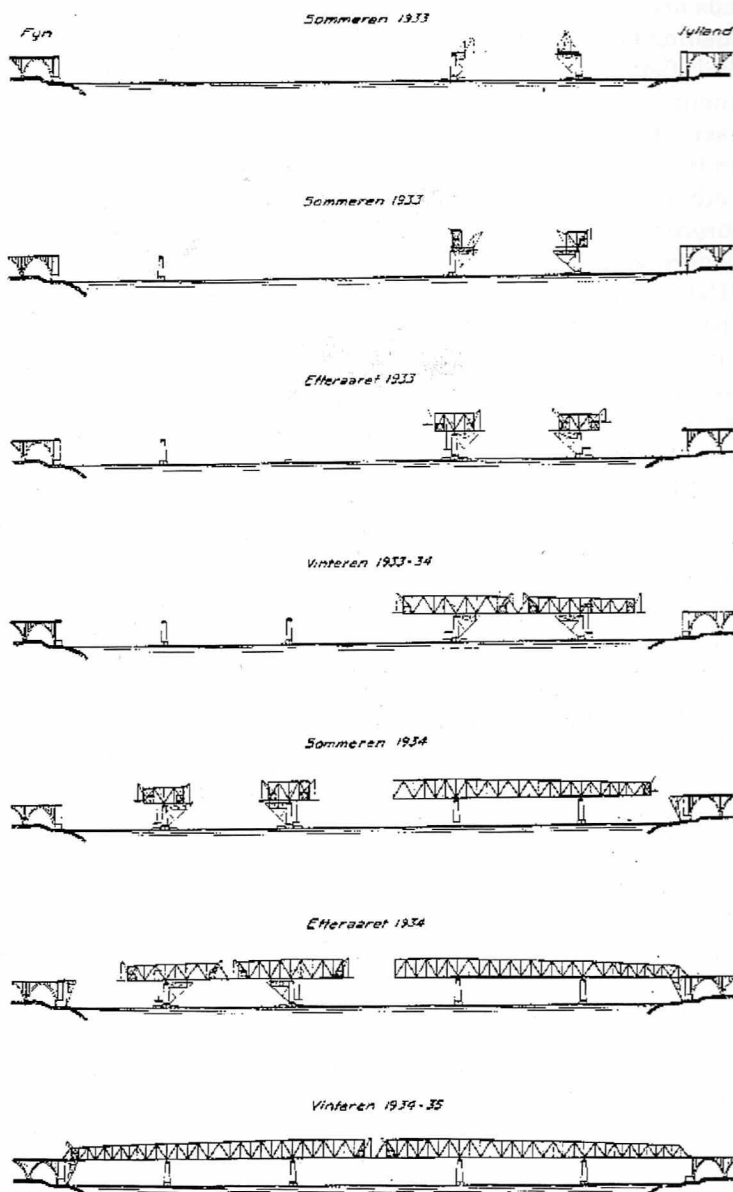 Sommeren 1933
Fyn
Jylland
Sommeren 1933
Efteraaret 1933
Vinteren 1933-34
Sommeren 1934
Efteraaret 1934
Vinteren 1934-35